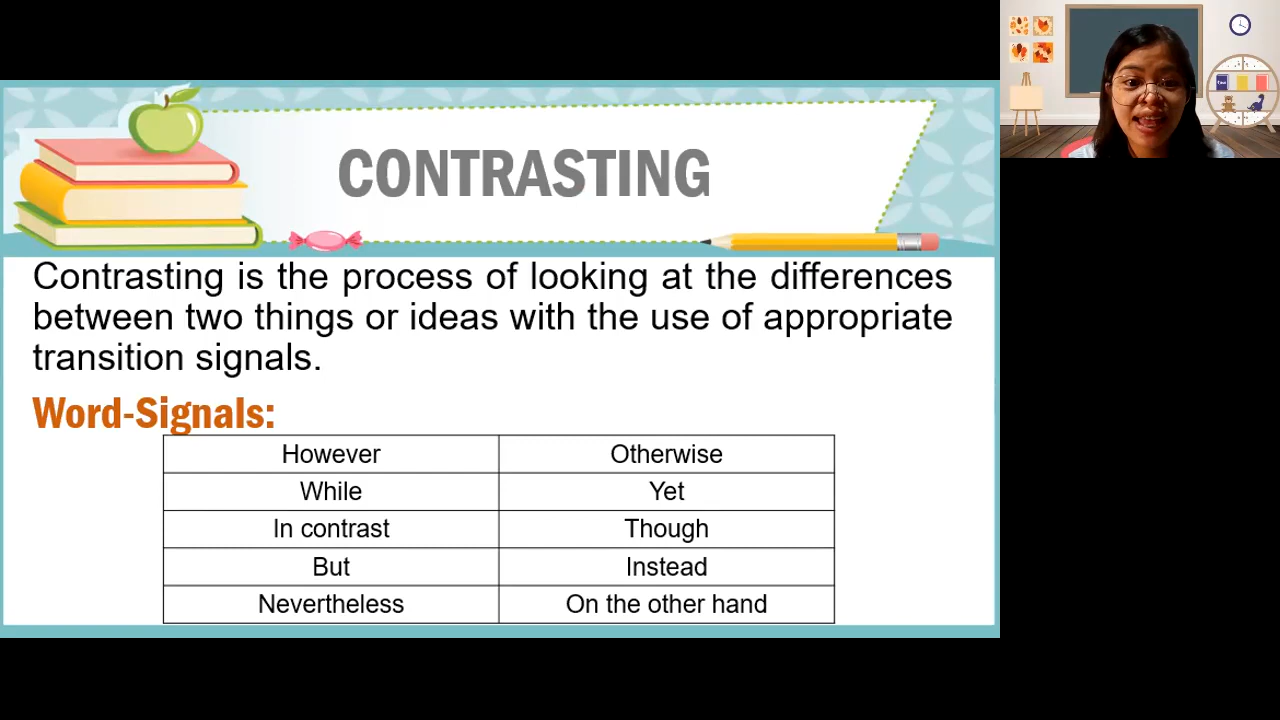 CONTRASTING
Contrasting is the process of looking at the differences
between two things or ideas with the use of appropriate
transition signals.
Word-Signals:
However Otherwise
While Yet
In contrast Though
But Instead
Nevertheless On the other hand